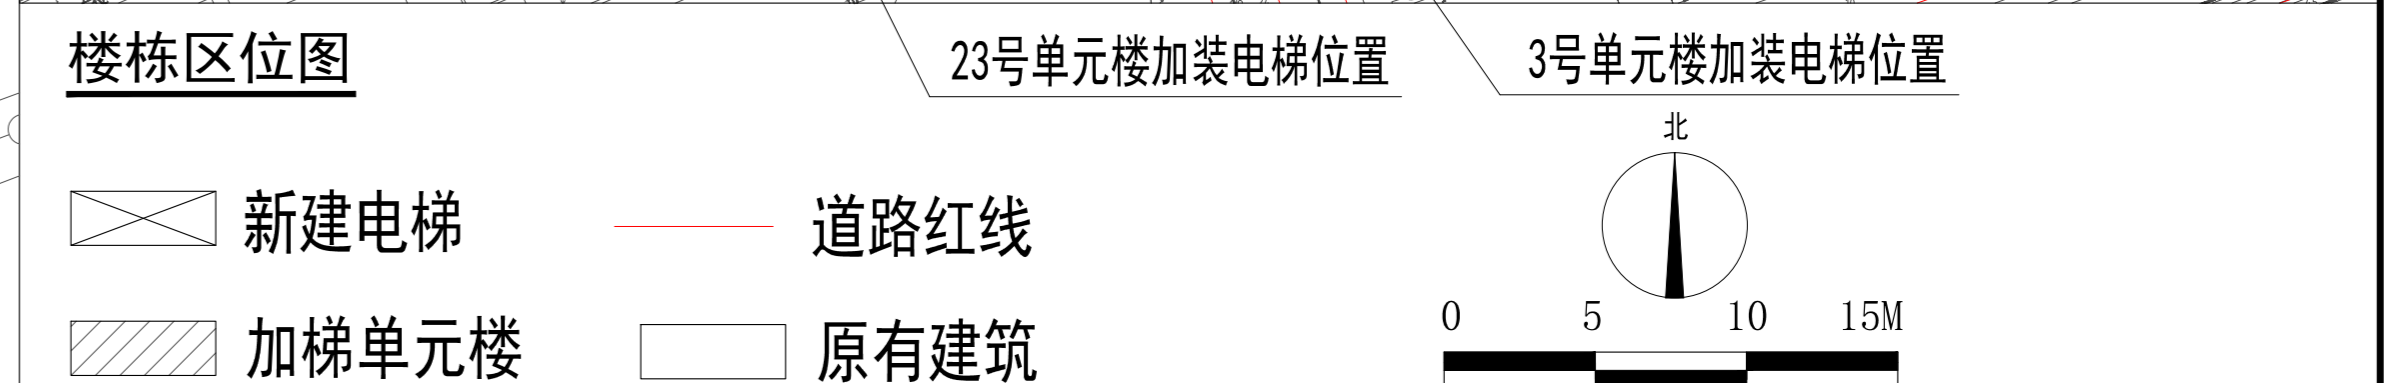 楼栋区位图
23号单元楼加装电梯位置
3号单元楼加装电梯位置
北
新建电梯
道路红线
加梯单元楼
原有建筑
0 5 10 15M